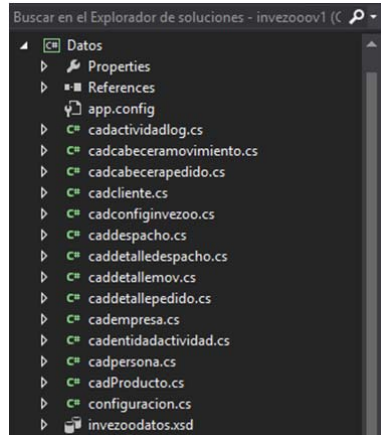 Buscar en el Explorador de soluciones - invezooov1 (C
C# Datos
Properties
References
app.config
C# cadactividadlog.cs
C# cadcabeceramovimiento.cs
C# cadcabecerapedido.cs
C# cadcliente.cs
C# cadconfiginvezoo.cs
C# caddespacho.cs
C# caddetalledespacho.cs
C# caddetallemov.cs
C# caddetallepedido.cs
C# cadempresa.cs
C# cadentidadactividad.cs
C# cadpersona.cs
C# cadProducto.cs
C# configuracion.cs
invezoodatos.xsd